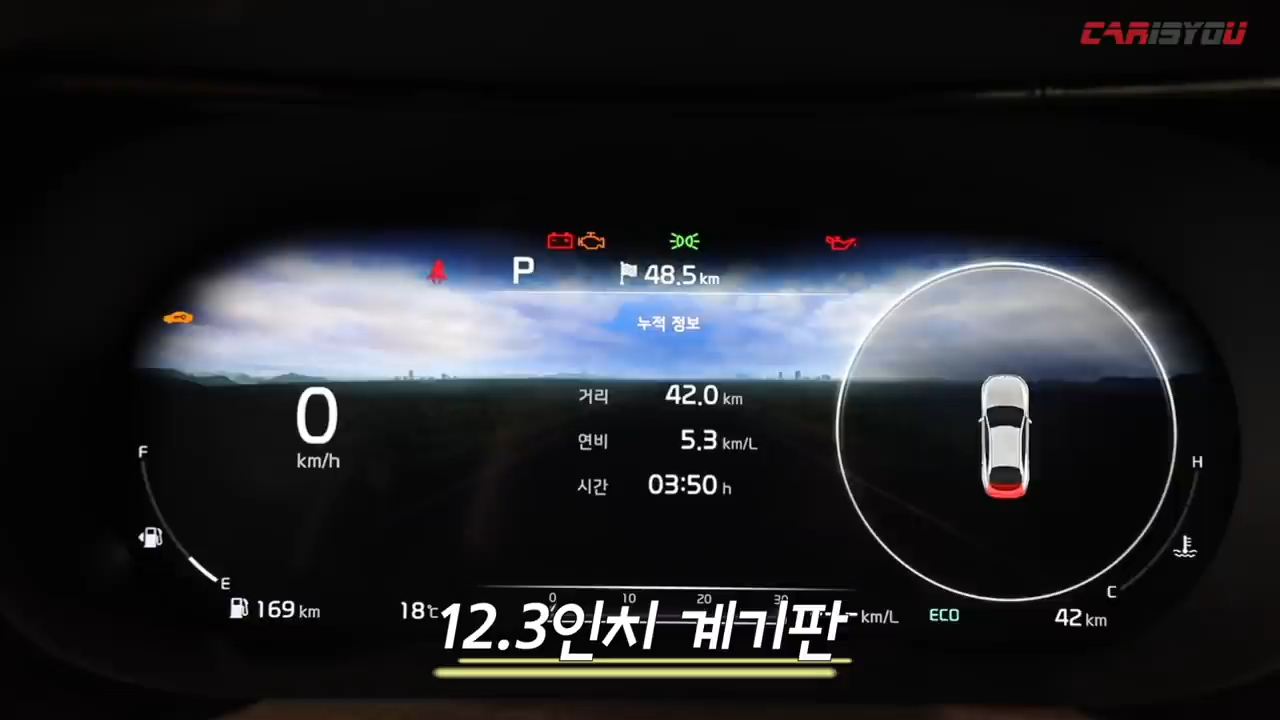 CARISYOU
P
48.5 km
누적 정보
거리 42.0 km
연비 5.3 km/L
시간 03:50 h
0
km/h
F
E
169 km
18℃
0 10 20 30
km/L
ECO
H
C
42 km
12.3인치 계기판